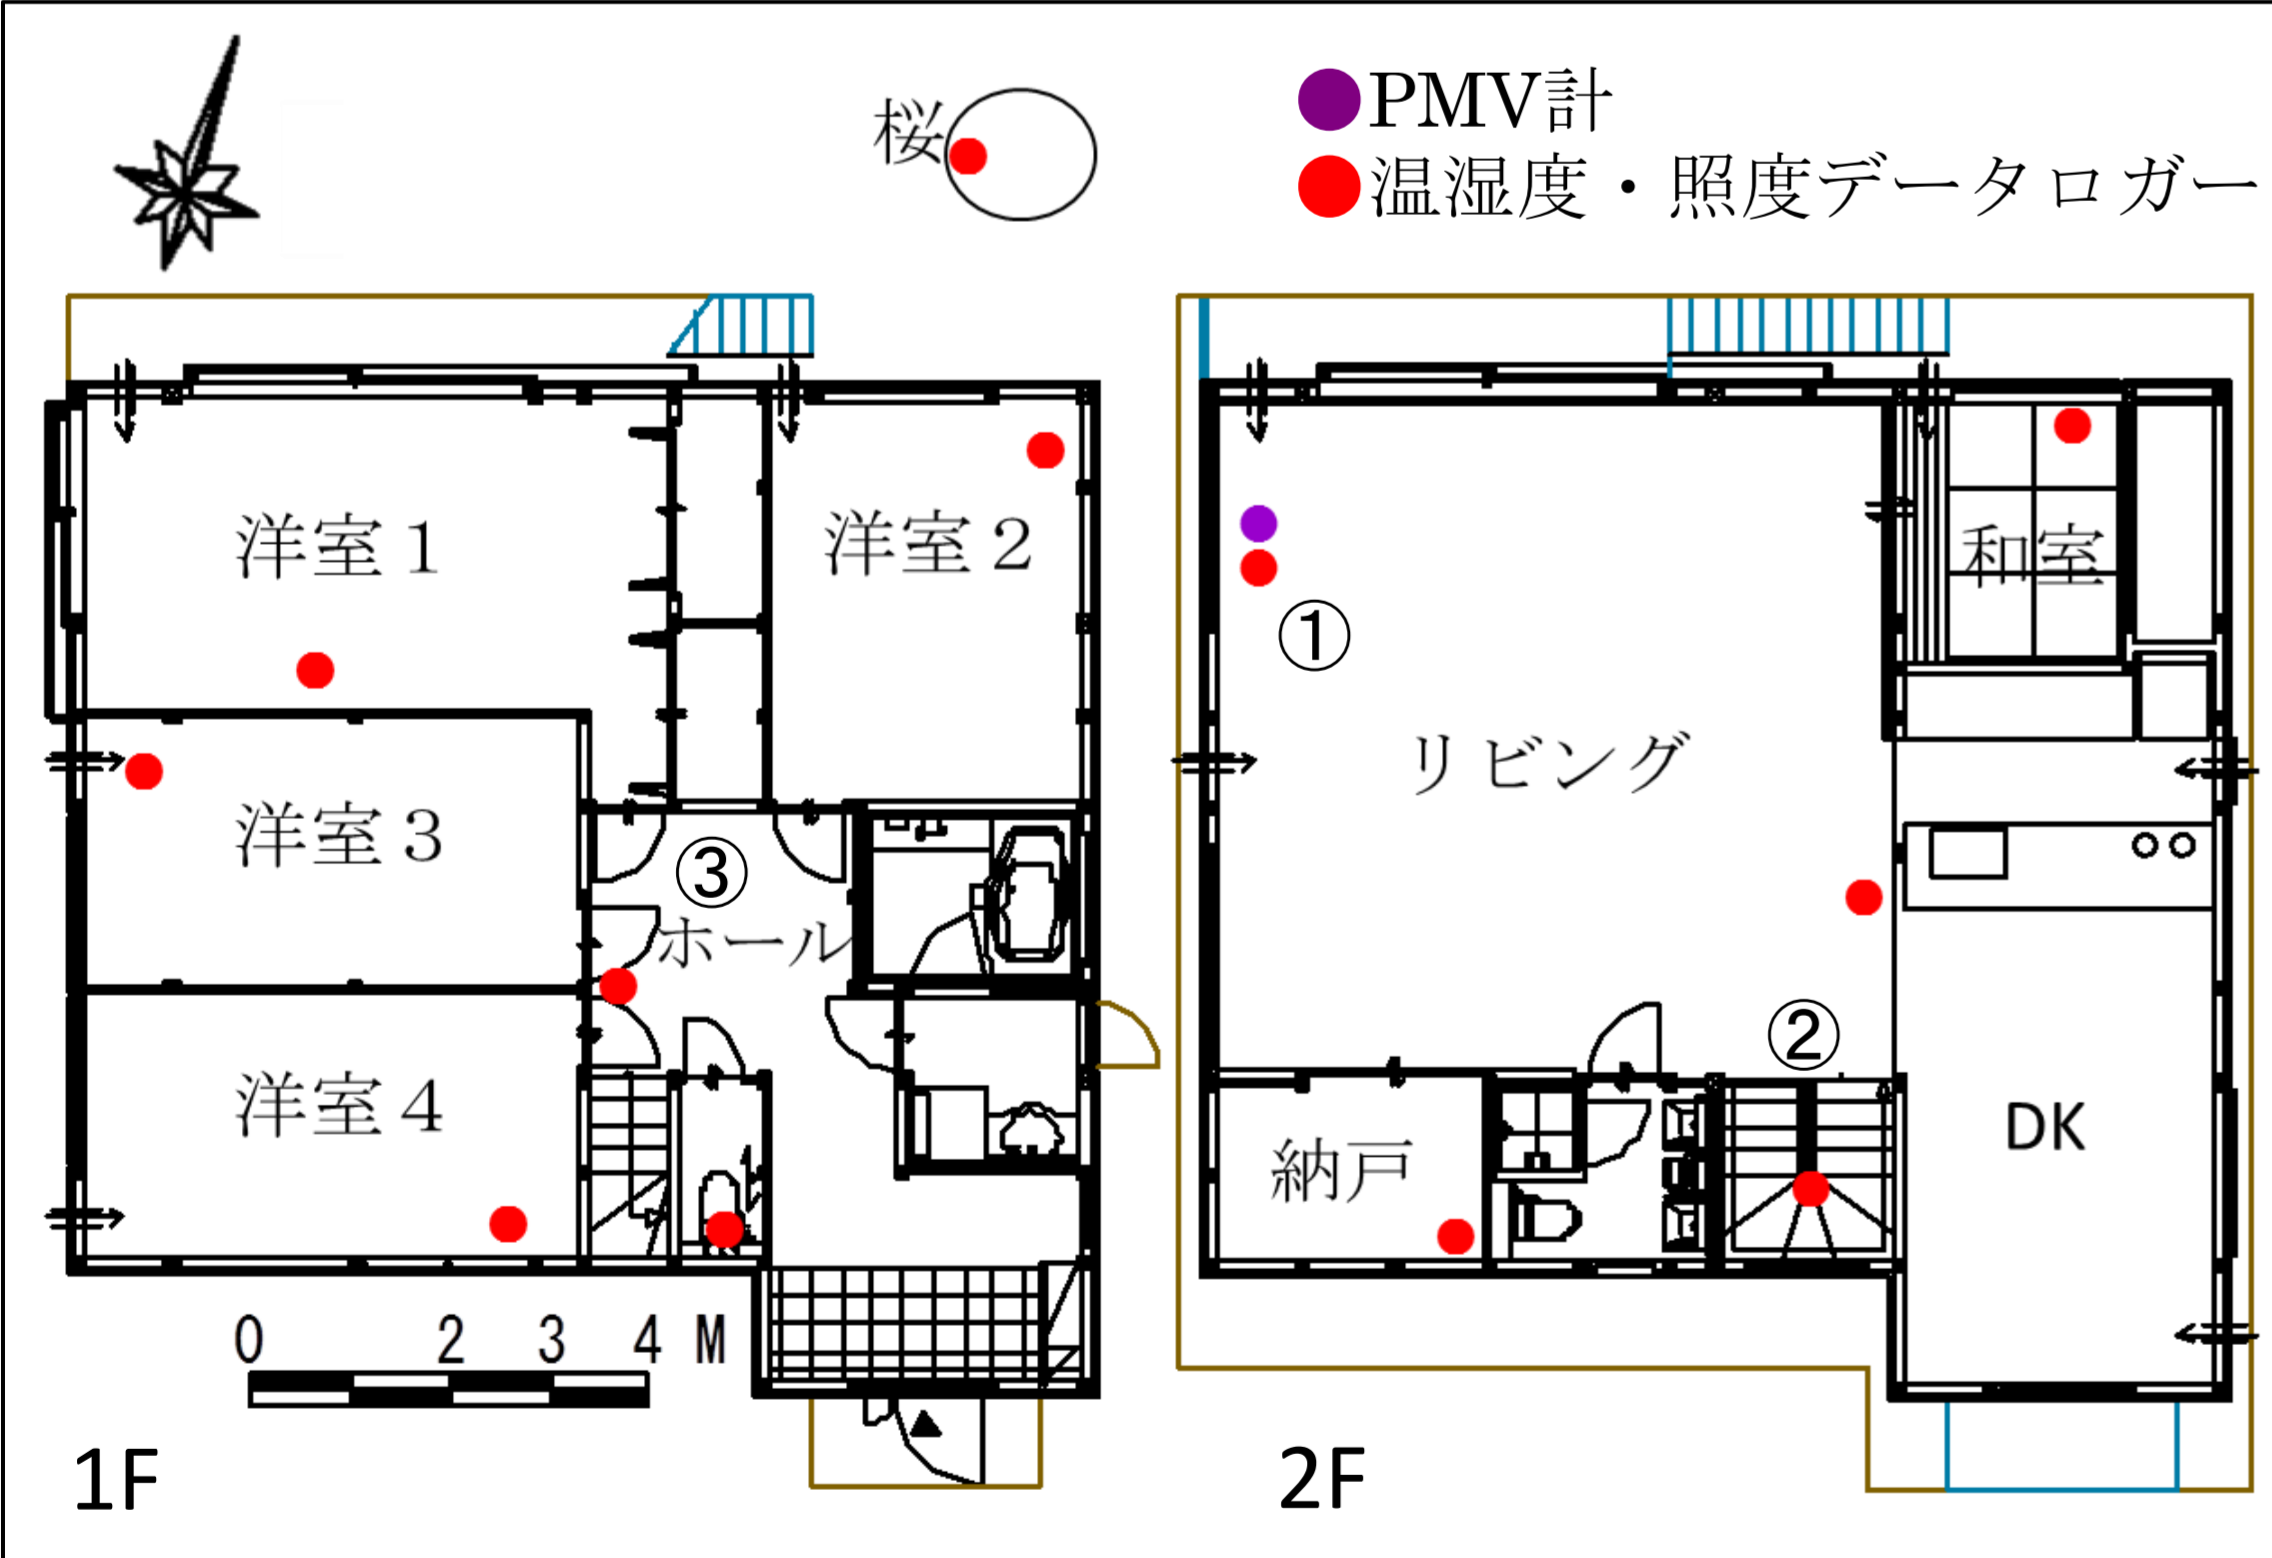 桜
PMV計
温湿度・照度データロガー
洋室1
洋室2
洋室3
③
ホール
洋室4
0 2 3 4 M
1F
①
和室
リビング
②
納戸
DK
2F